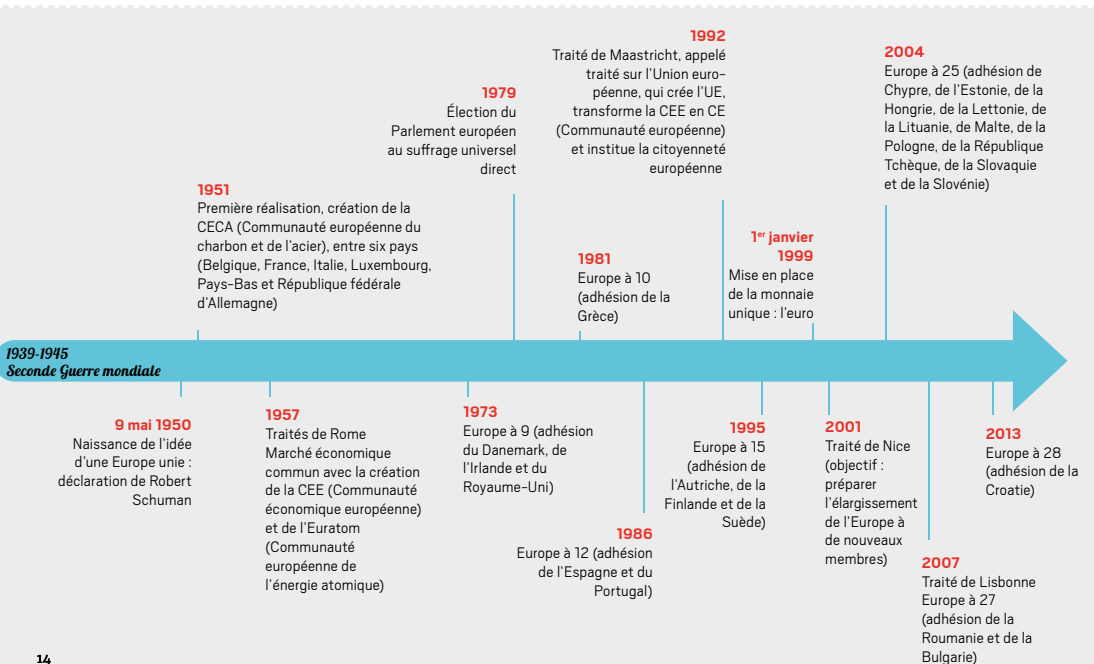 1992
Traité de Maastricht, appelé
traité sur l'Union euro-
péenne, qui crée l'UE,
transforme la CEE en CE
(Communauté européenne)
et institue la citoyenneté
européenne
2004
Europe à 25 (adhésion de
Chypre, de l'Estonie, de la
Hongrie, de la Lettonie, de
la Lituanie, de Malte, de la
Pologne, de la République
Tchèque, de la Slovaquie
et de la Slovénie)
1979
Élection du
Parlement européen
au suffrage universel
direct
1951
Première réalisation, création de la
CECA (Communauté européenne du
charbon et de l'acier), entre six pays
(Belgique, France, Italie, Luxembourg,
Pays-Bas et République fédérale
d'Allemagne)
1981
Europe à 10
(adhésion de la
Grèce)
1er janvier
1999
Mise en place
de la monnaie
unique : l'euro
1939-1945
Seconde Guerre mondiale
9 mai 1950
Naissance de l'idée
d'une Europe unie :
déclaration de Robert
Schuman
1957
Traités de Rome
Marché économique
commun avec la création
de la CEE (Communauté
économique européenne)
et de l'Euratom
(Communauté
européenne de
l'énergie atomique)
1973
Europe à 9 (adhésion
du Danemark, de
l'Irlande et du
Royaume-Uni)
1986
Europe à 12 (adhésion
de l'Espagne et du
Portugal)
1995
Europe à 15
(adhésion de
l'Autriche, de la
Finlande et de la
Suède)
2001
Traité de Nice
(objectif :
préparer
l'élargissement
de l'Europe à
de nouveaux
membres)
2007
Traité de Lisbonne
Europe à 27
(adhésion de la
Roumanie et de la
Bulgarie)
2013
Europe à 28
(adhésion de la
Croatie)
14